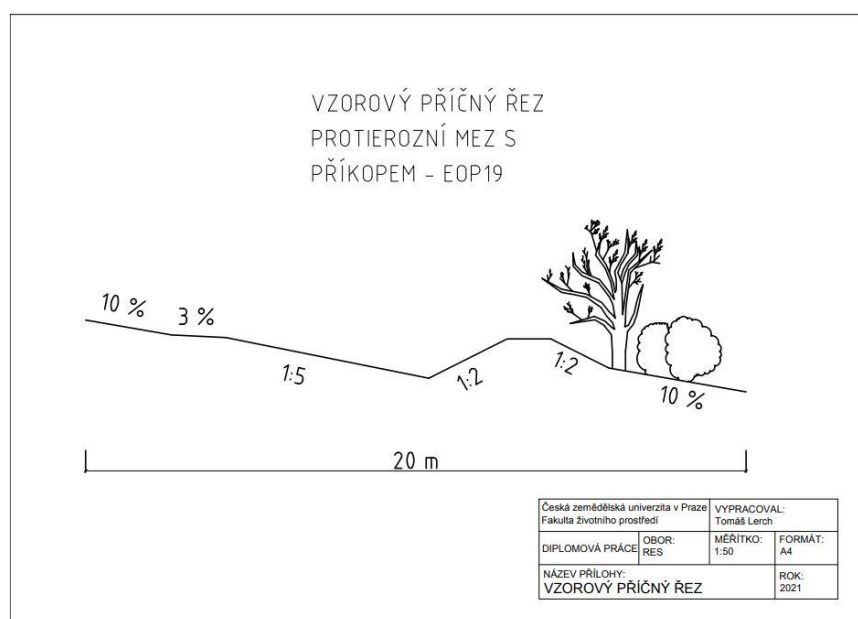 VZOROVÝ PŘÍČNÝ ŘEZ
PROTIEROZNÍ MEZ S
PŘÍKOPEM - EOP19
10 %
3 %
1:5
1:2
1:2
10 %
20 m
Česká zemědělská univerzita v Praze
Fakulta životního prostředí
VYPRACOVAL:
Tomáš Lerch
DIPLOMOVÁ PRÁCE
OBOR:
RES
MĚŘÍTKO:
1:50
FORMÁT:
A4
NÁZEV PŘÍLOHY:
VZOROVÝ PŘÍČNÝ ŘEZ
ROK:
2021